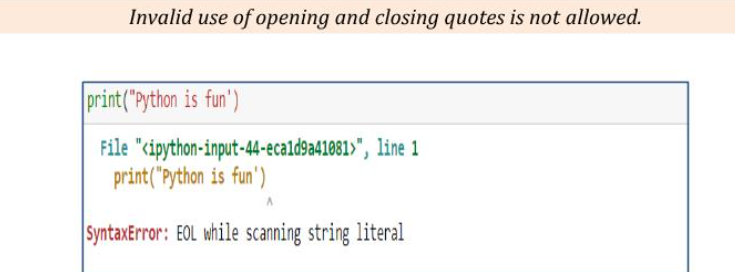 Invalid use of opening and closing quotes is not allowed.
print("Python is fun')
File "<ipython-input-44-eca1d9a41081>", line 1
print("Python is fun')
^
SyntaxError: EOL while scanning string literal